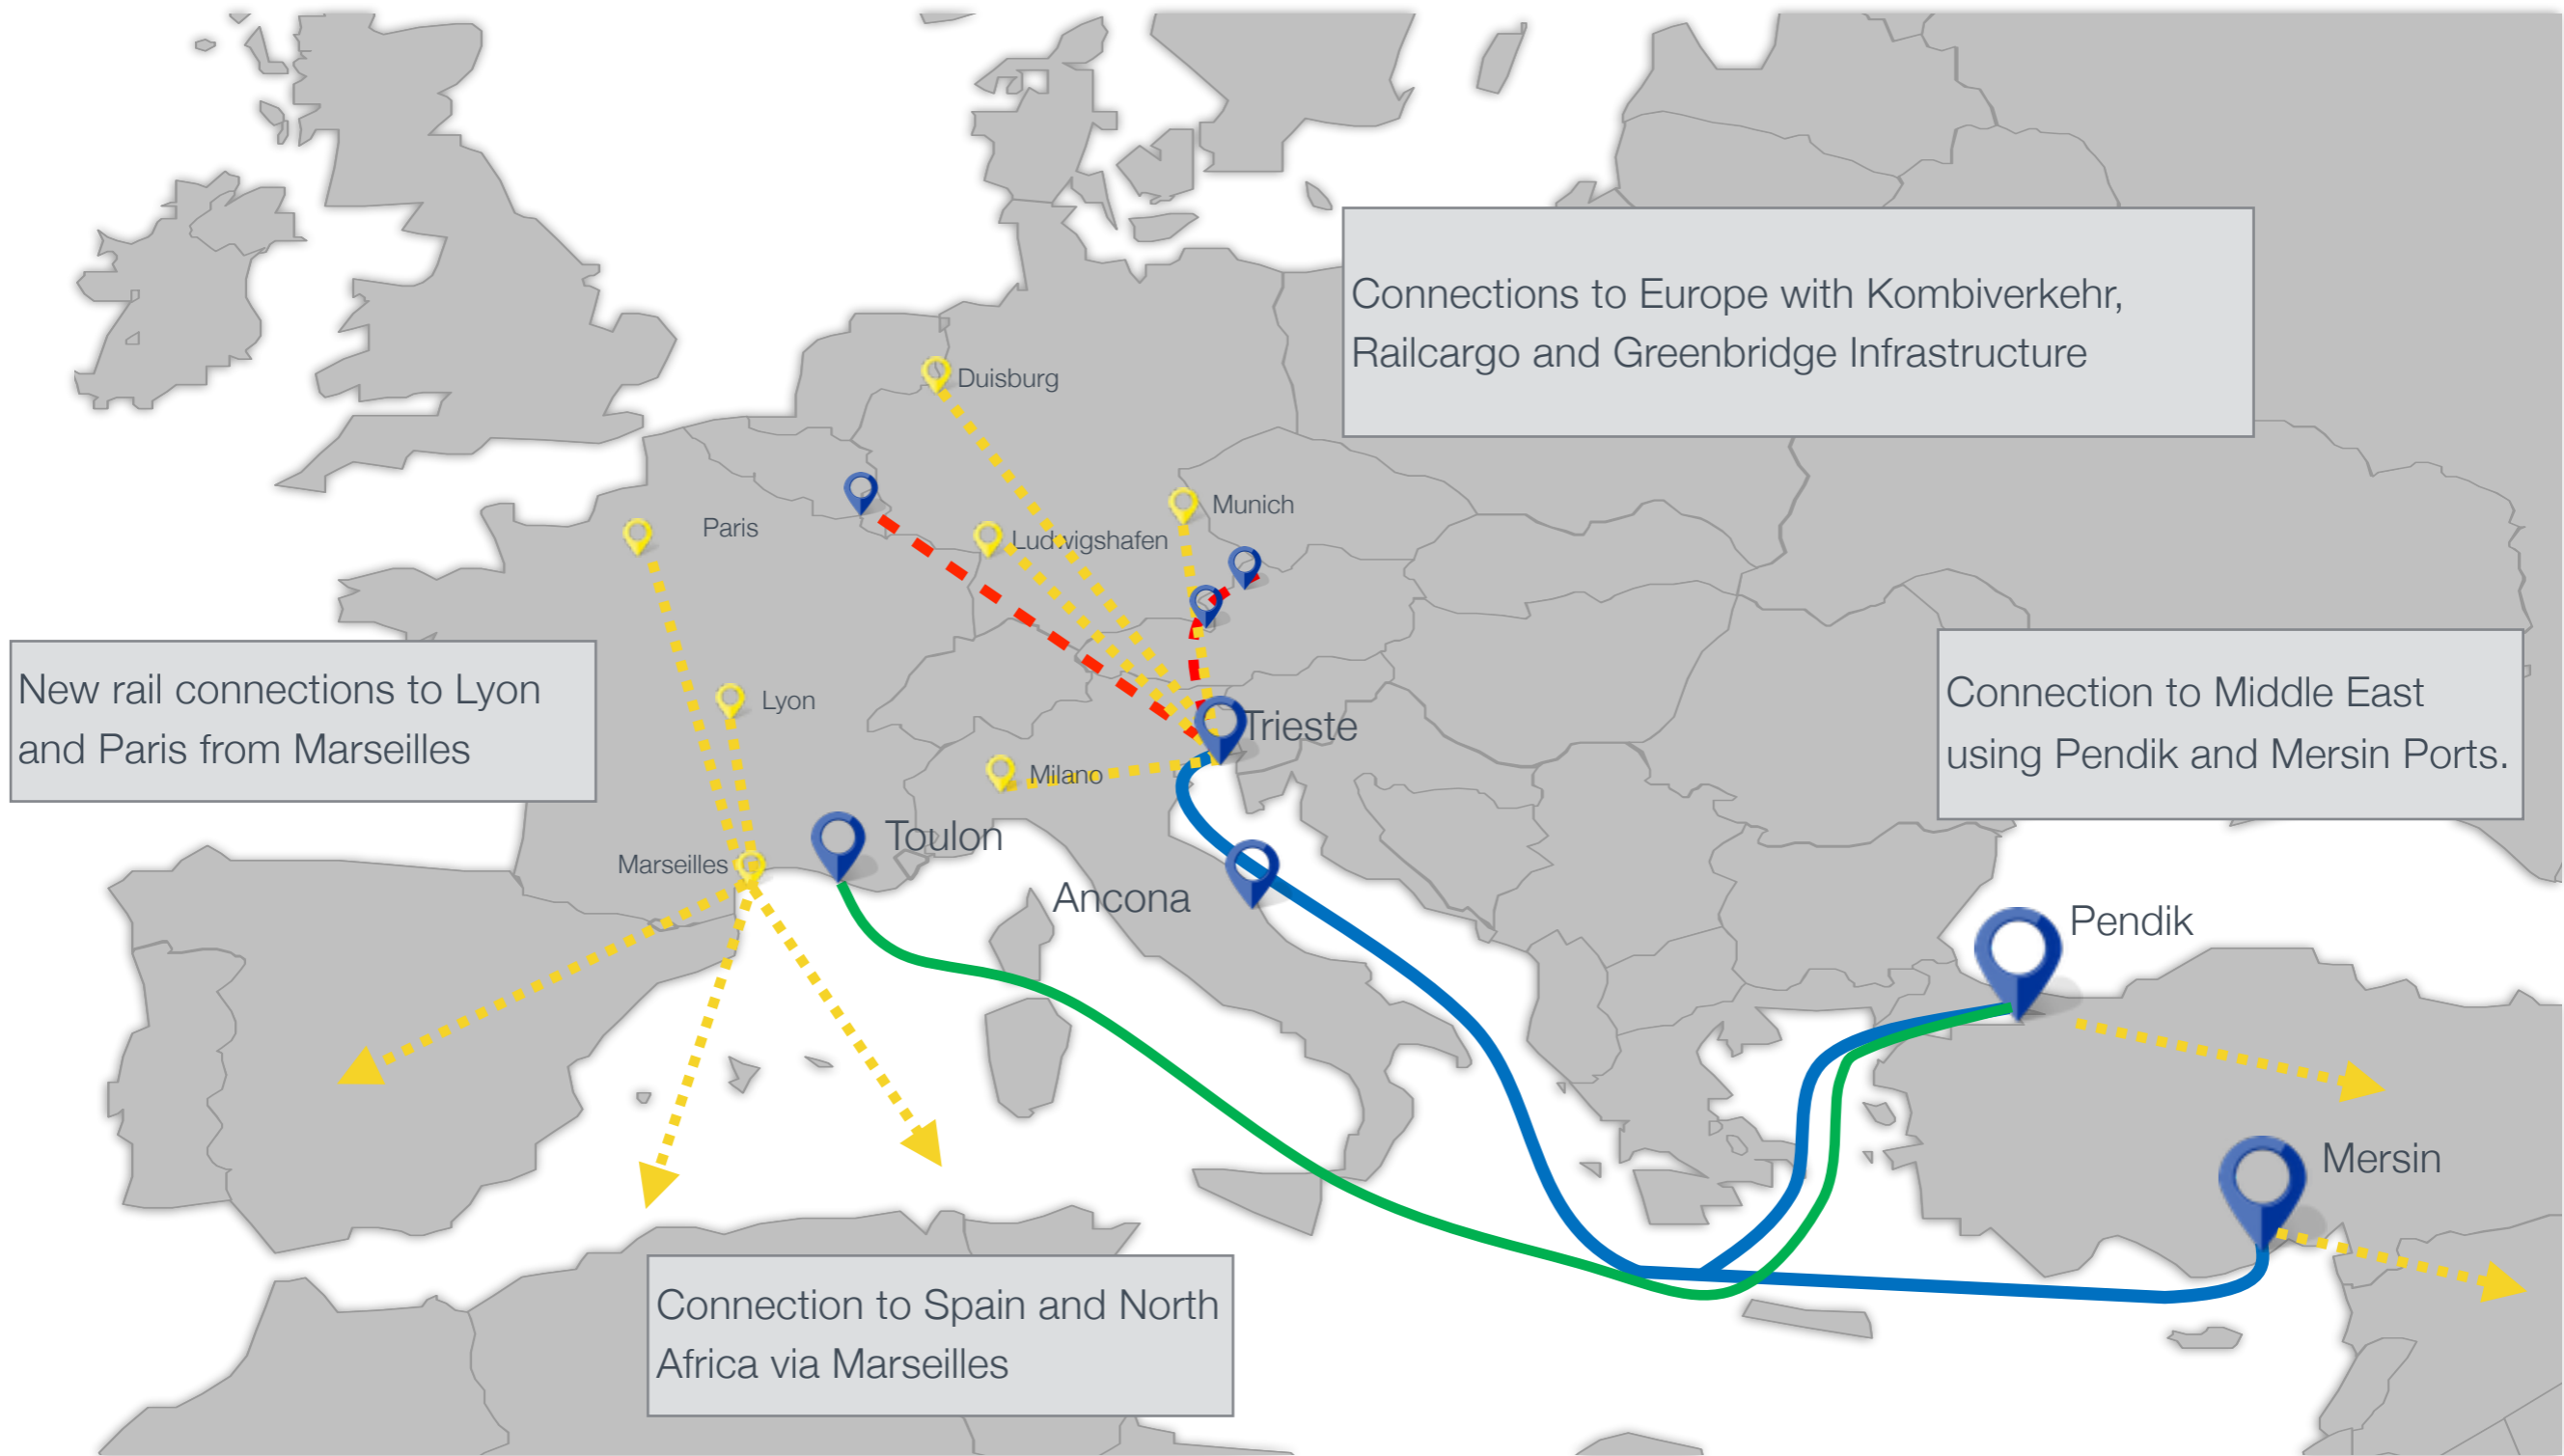 Connections to Europe with Kombiverkehr,
Railcargo and Greenbridge Infrastructure
Duisburg
Munich
Paris
Ludwigshafen
New rail connections to Lyon
and Paris from Marseilles
Lyon
Trieste
Connection to Middle East
using Pendik and Mersin Ports.
Milano
Toulon
Marseilles
Ancona
Pendik
Mersin
Connection to Spain and North
Africa via Marseilles